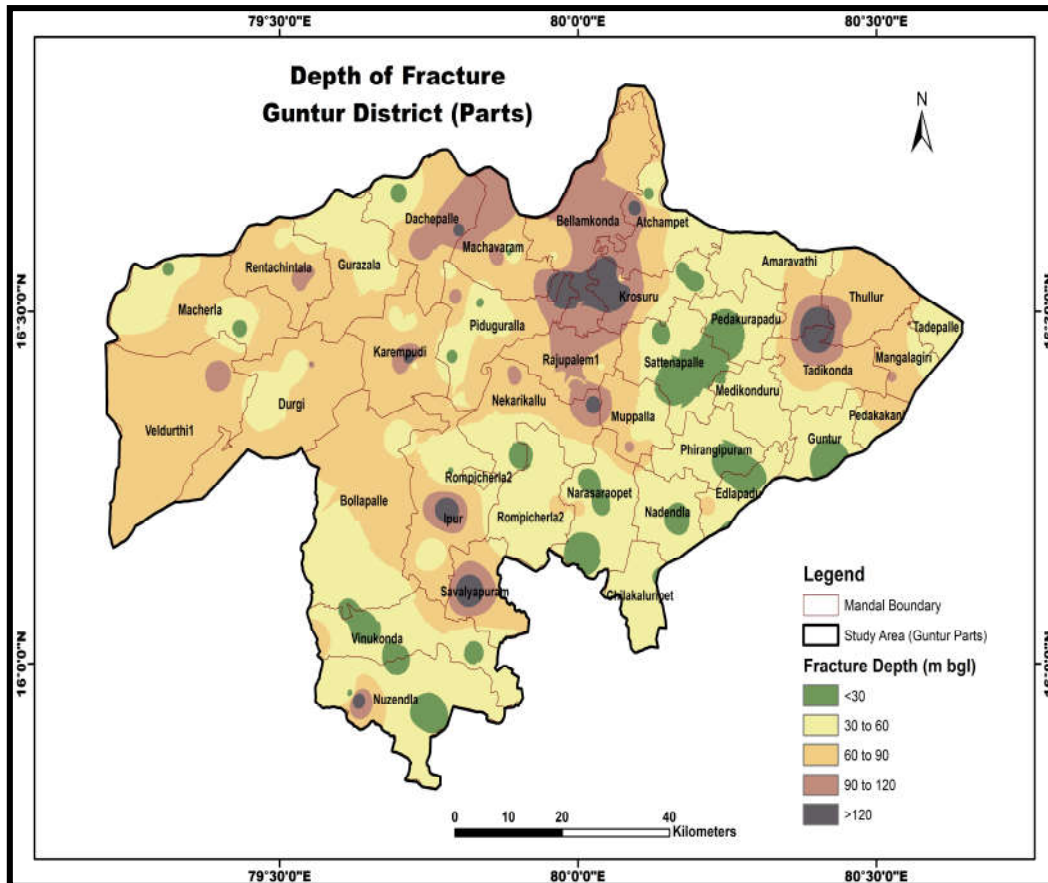 79°30'0"E
80°0'0"E
80°30'0"E
Depth of Fracture
Guntur District (Parts)
N
Dachepalle
Bellamkonda
Atchampet
Machavaram
Amaravathi
Rentachintala
Gurazala
Thullur
Krosuru
Macherla
16°30'0"N
Piduguralla
Pedakurapadu
Tadepalle
Karempudi
Rajupalem1
Sattenapalle
Mangalagiri
Tadikonda
Medikonduru
Durgi
Nekarikallu
Muppalla
Pedakakani
Veldurthi1
Guntur
Phirangipuram
Rompicherla2
Edlapadu
Bollapalle
Narasaraopet
Ipur
Rompicherla2
Nadendla
Savalyapuram
Chilakaluripet
Legend
Mandal Boundary
Study Area (Guntur Parts)
Vinukonda
16°0'0"N
16°0'0"N
Fracture Depth (m bgl)
<30
Nuzendla
30 to 60
60 to 90
90 to 120
>120
0 10 20 40
Kilometers
79°30'0"E
80°0'0"E
80°30'0"E